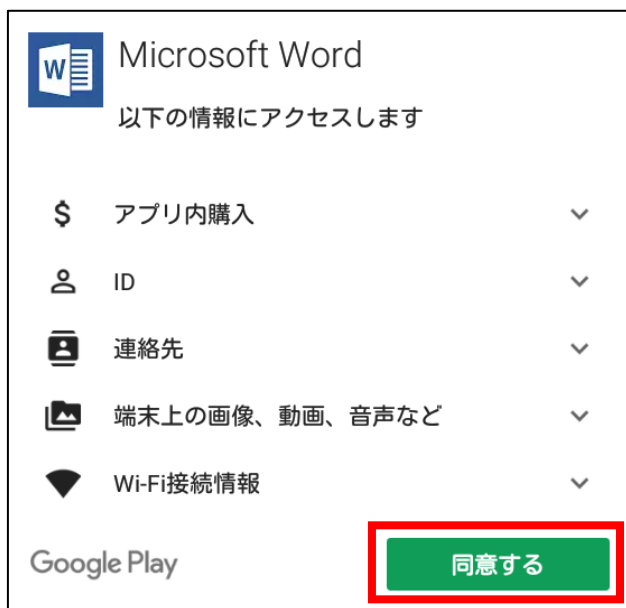 Microsoft Word
以下の情報にアクセスします
アプリ内購入
ID
連絡先
端末上の画像、動画、音声など
Wi-Fi接続情報
Google Play
同意する